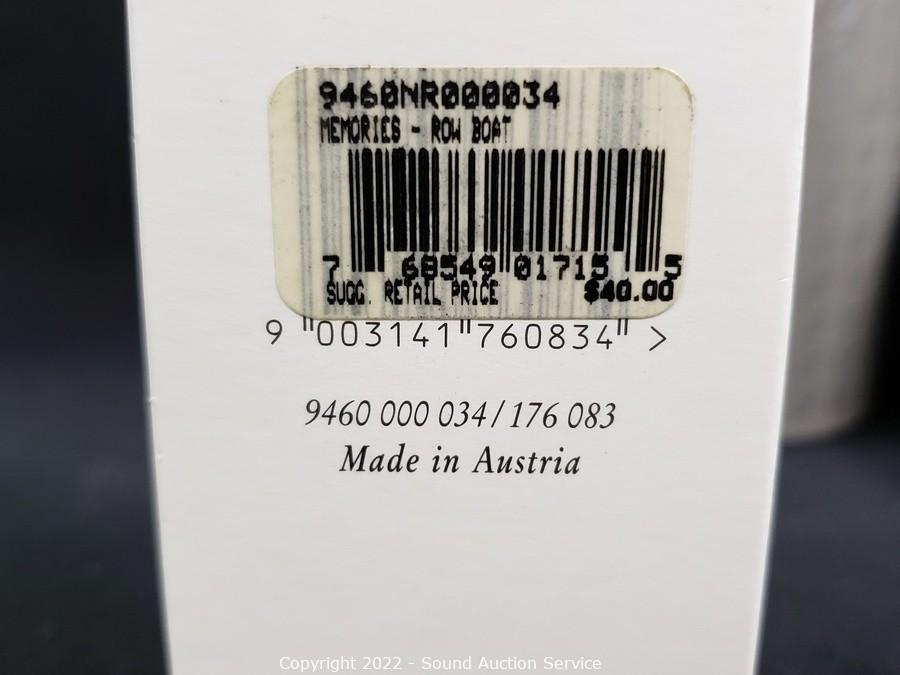 9460NR000034
MEMORIES - ROW BOAT
7 68549 01715 5
SUGG. RETAIL PRICE $40.00
9 "003141"760834" >
9460 000 034/176 083
Made in Austria
Copyright 2022 - Sound Auction Service